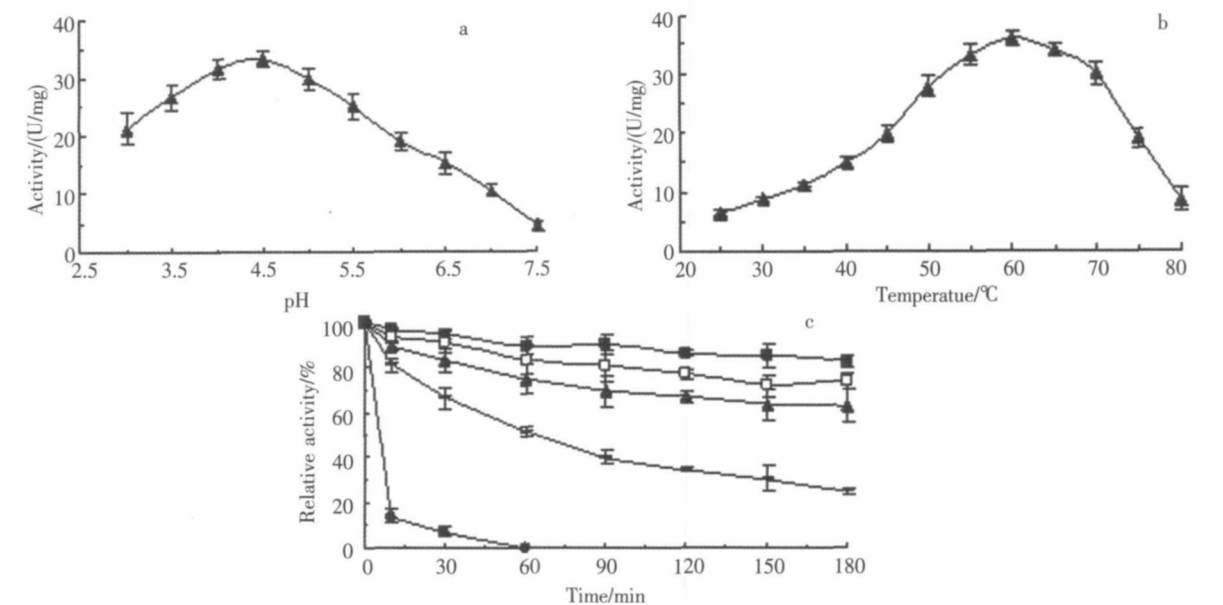 a
40
30
20
10
0
Activity/(U/mg)
2.5 3.5 4.5 5.5 6.5 7.5
pH
b
40
30
20
10
0
Activity/(U/mg)
20 30 40 50 60 70 80
Temperatue/℃
c
100
80
60
40
20
0
Relative activity/%
0 30 60 90 120 150 180
Time/min